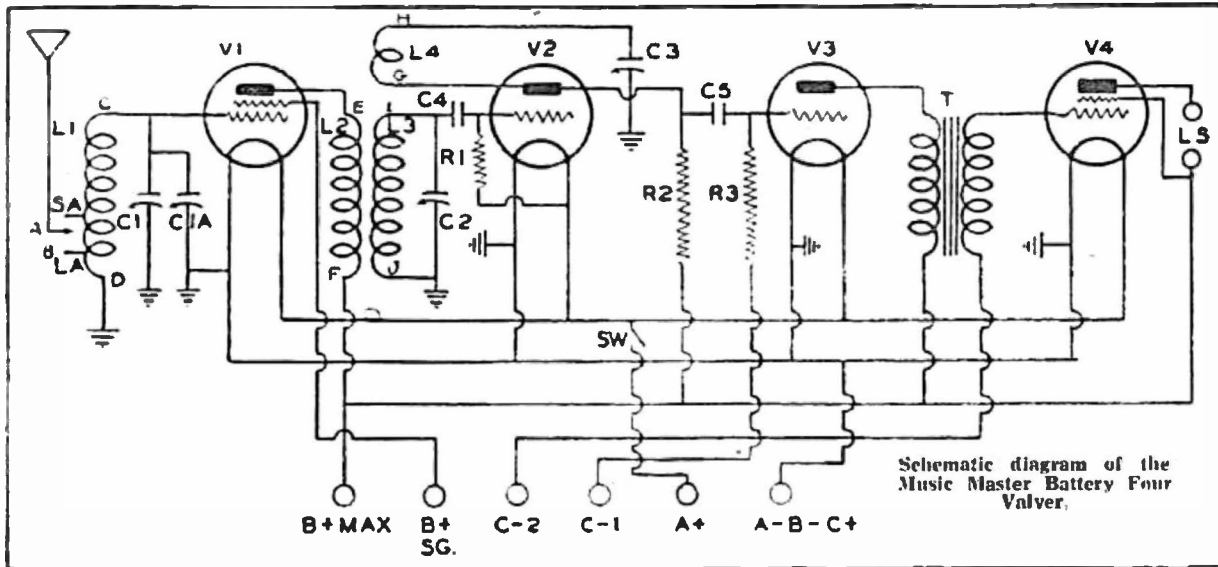 H
V1
L4
C3
V2
V3
V4
G
C
E
C4
C5
L1
L2
L3
T
LS
R1
SA
C1
C1A
C2
R2
R3
A
B
LA
D
F
J
SW
Schematic diagram of the
Music Master Battery Four
Valver.
B+MAX
B+
SG.
C-2
C-1
A+
A-B-C+